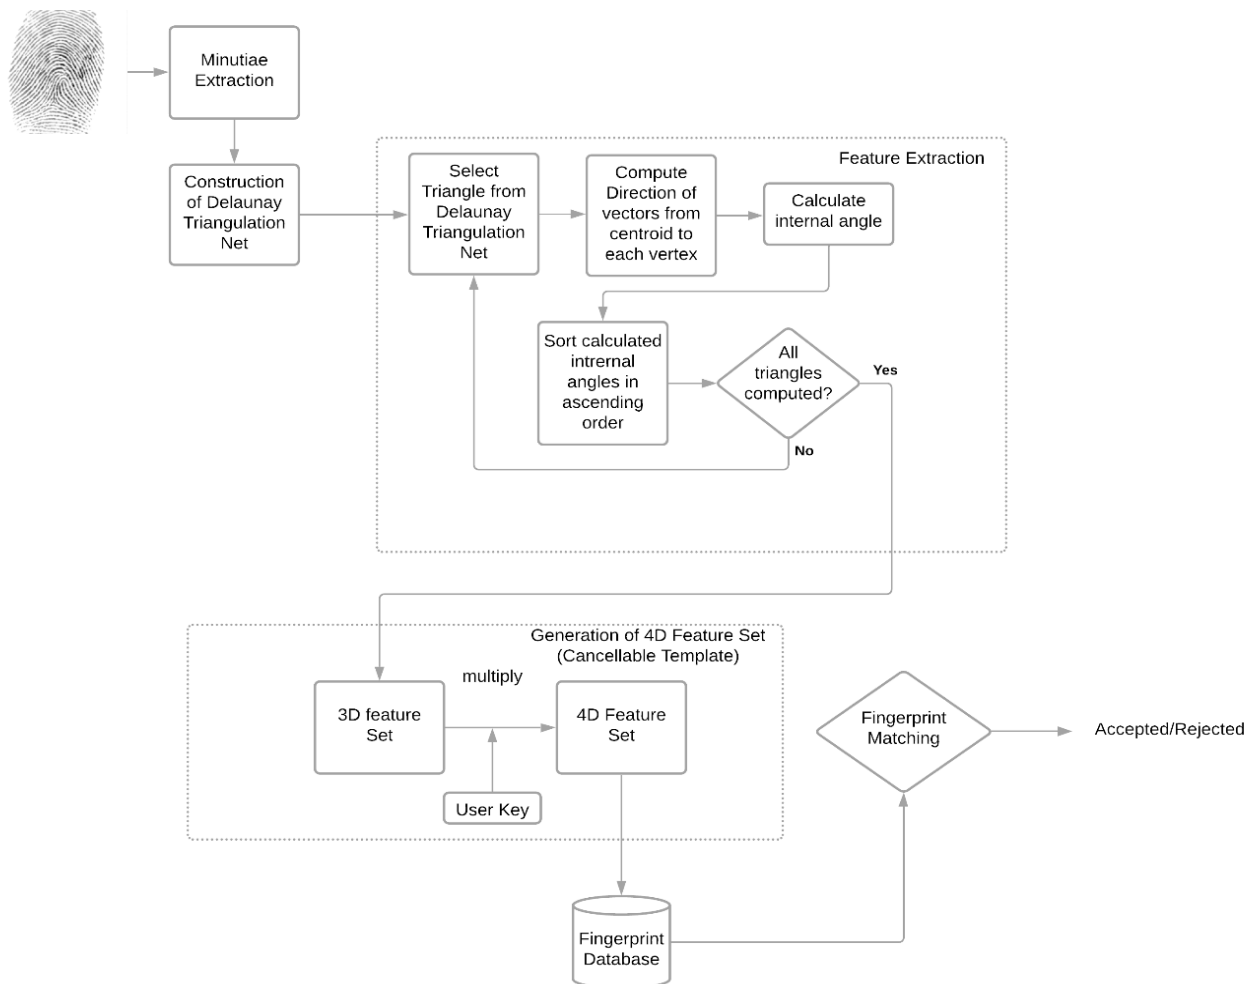 Minutiae
Extraction
Construction
of Delaunay
Triangulation
Net
Feature Extraction
Select
Triangle from
Delaunay
Triangulation
Net
Compute
Direction of
vectors from
centroid to
each vertex
Calculate
internal angle
Sort calculated
intrernal
angles in
ascending
order
All
triangles
computed?
Yes
No
Generation of 4D Feature Set
(Cancellable Template)
3D feature
Set
multiply
4D Feature
Set
User Key
Fingerprint
Matching
Accepted/Rejected
Fingerprint
Database